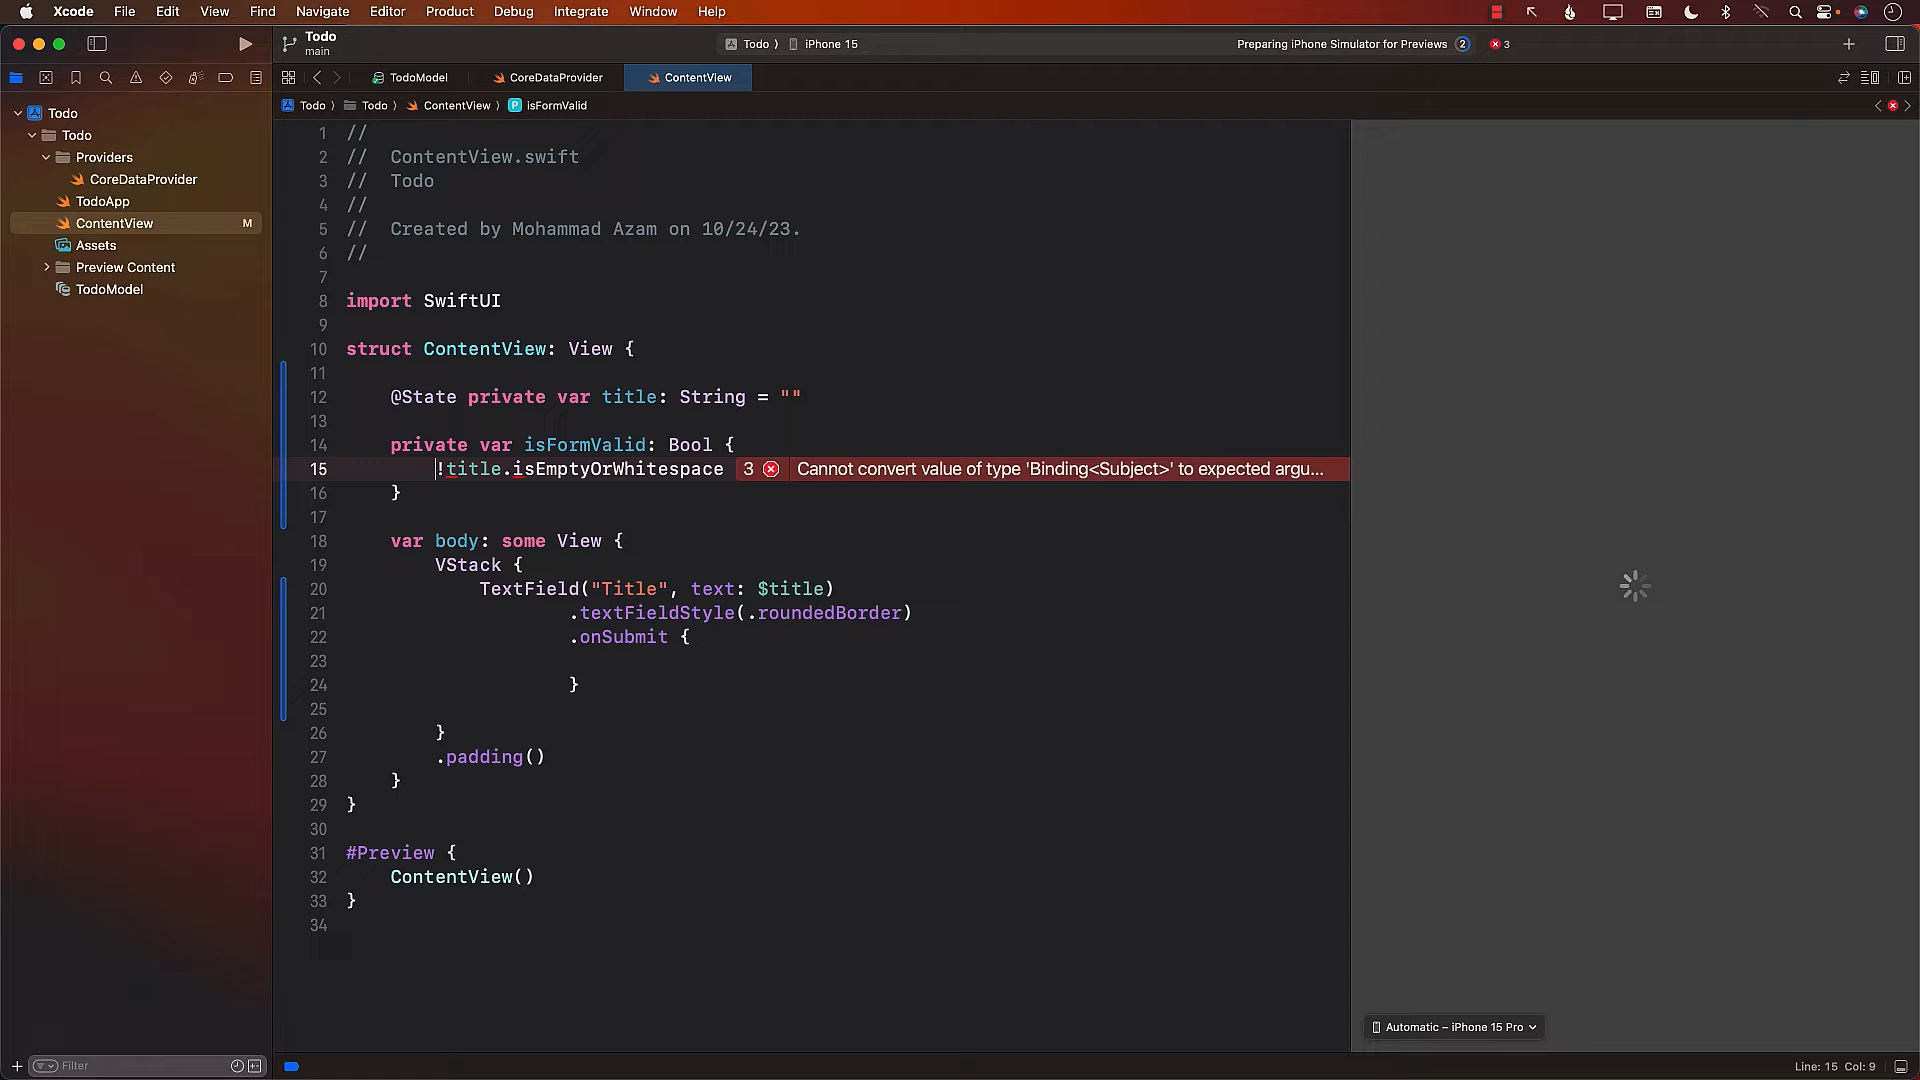 Xcode File Edit View Find Navigate Editor Product Debug Integrate Window Help
Todo
main
Todo iPhone 15
Preparing iPhone Simulator for Previews 2 3
TodoModel CoreDataProvider ContentView
Todo Todo ContentView P isFormValid
Todo
Todo
Providers
CoreDataProvider
TodoApp
ContentView M
Assets
Preview Content
TodoModel
1 //
2 //  ContentView.swift
3 //  Todo
4 //
5 //  Created by Mohammad Azam on 10/24/23.
6 //
7
8 import SwiftUI
9
10 struct ContentView: View {
11
12 @State private var title: String = ""
13
14 private var isFormValid: Bool {
15 !title.isEmptyOrWhitespace 3 Cannot convert value of type 'Binding<Subject>' to expected argu...
16 }
17
18 var body: some View {
19 VStack {
20 TextField("Title", text: $title)
21 .textFieldStyle(.roundedBorder)
22 .onSubmit {
23
24 }
25
26 }
27 .padding()
28 }
29 }
30
31 #Preview {
32 ContentView()
33 }
34
Automatic – iPhone 15 Pro
Filter
Line: 15 Col: 9